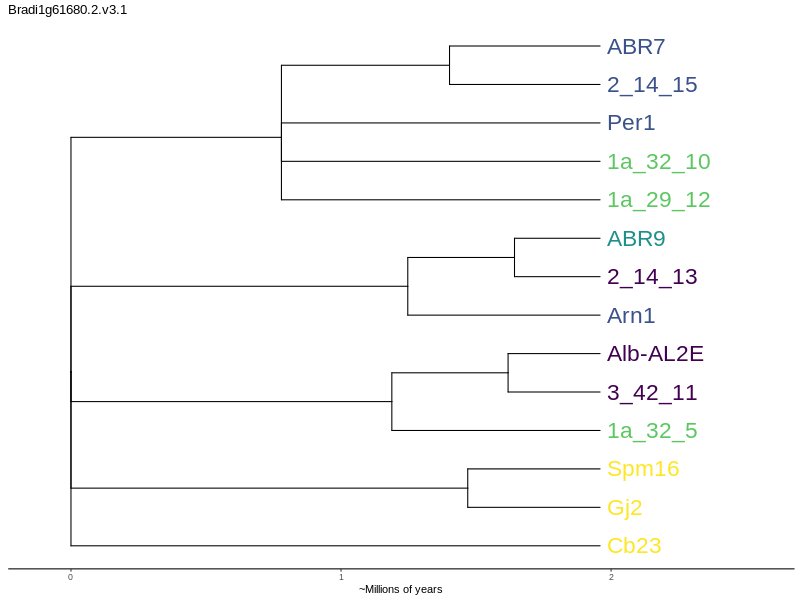 Bradi1g61680.2.v3.1
ABR7
2_14_15
Per1
1a_32_10
1a_29_12
ABR9
2_14_13
Arn1
Alb-AL2E
3_42_11
1a_32_5
Spm16
Gj2
Cb23
0 1 2
~Millions of years